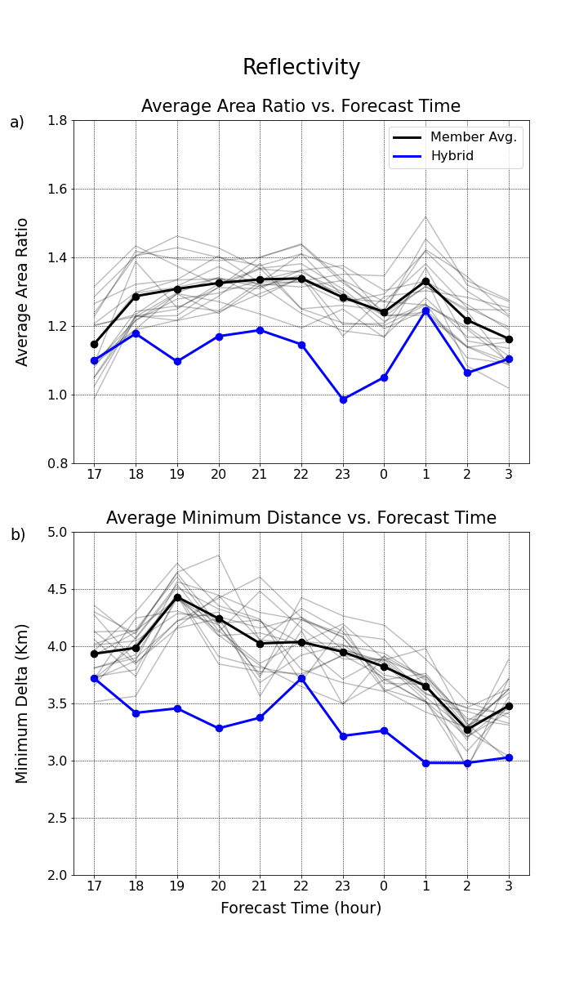 Reflectivity
Average Area Ratio vs. Forecast Time
a)
Average Area Ratio
1.8
1.6
1.4
1.2
1.0
0.8
Member Avg.
Hybrid
17 18 19 20 21 22 23 0 1 2 3
Average Minimum Distance vs. Forecast Time
b)
Minimum Delta (Km)
5.0
4.5
4.0
3.5
3.0
2.5
2.0
17 18 19 20 21 22 23 0 1 2 3
Forecast Time (hour)